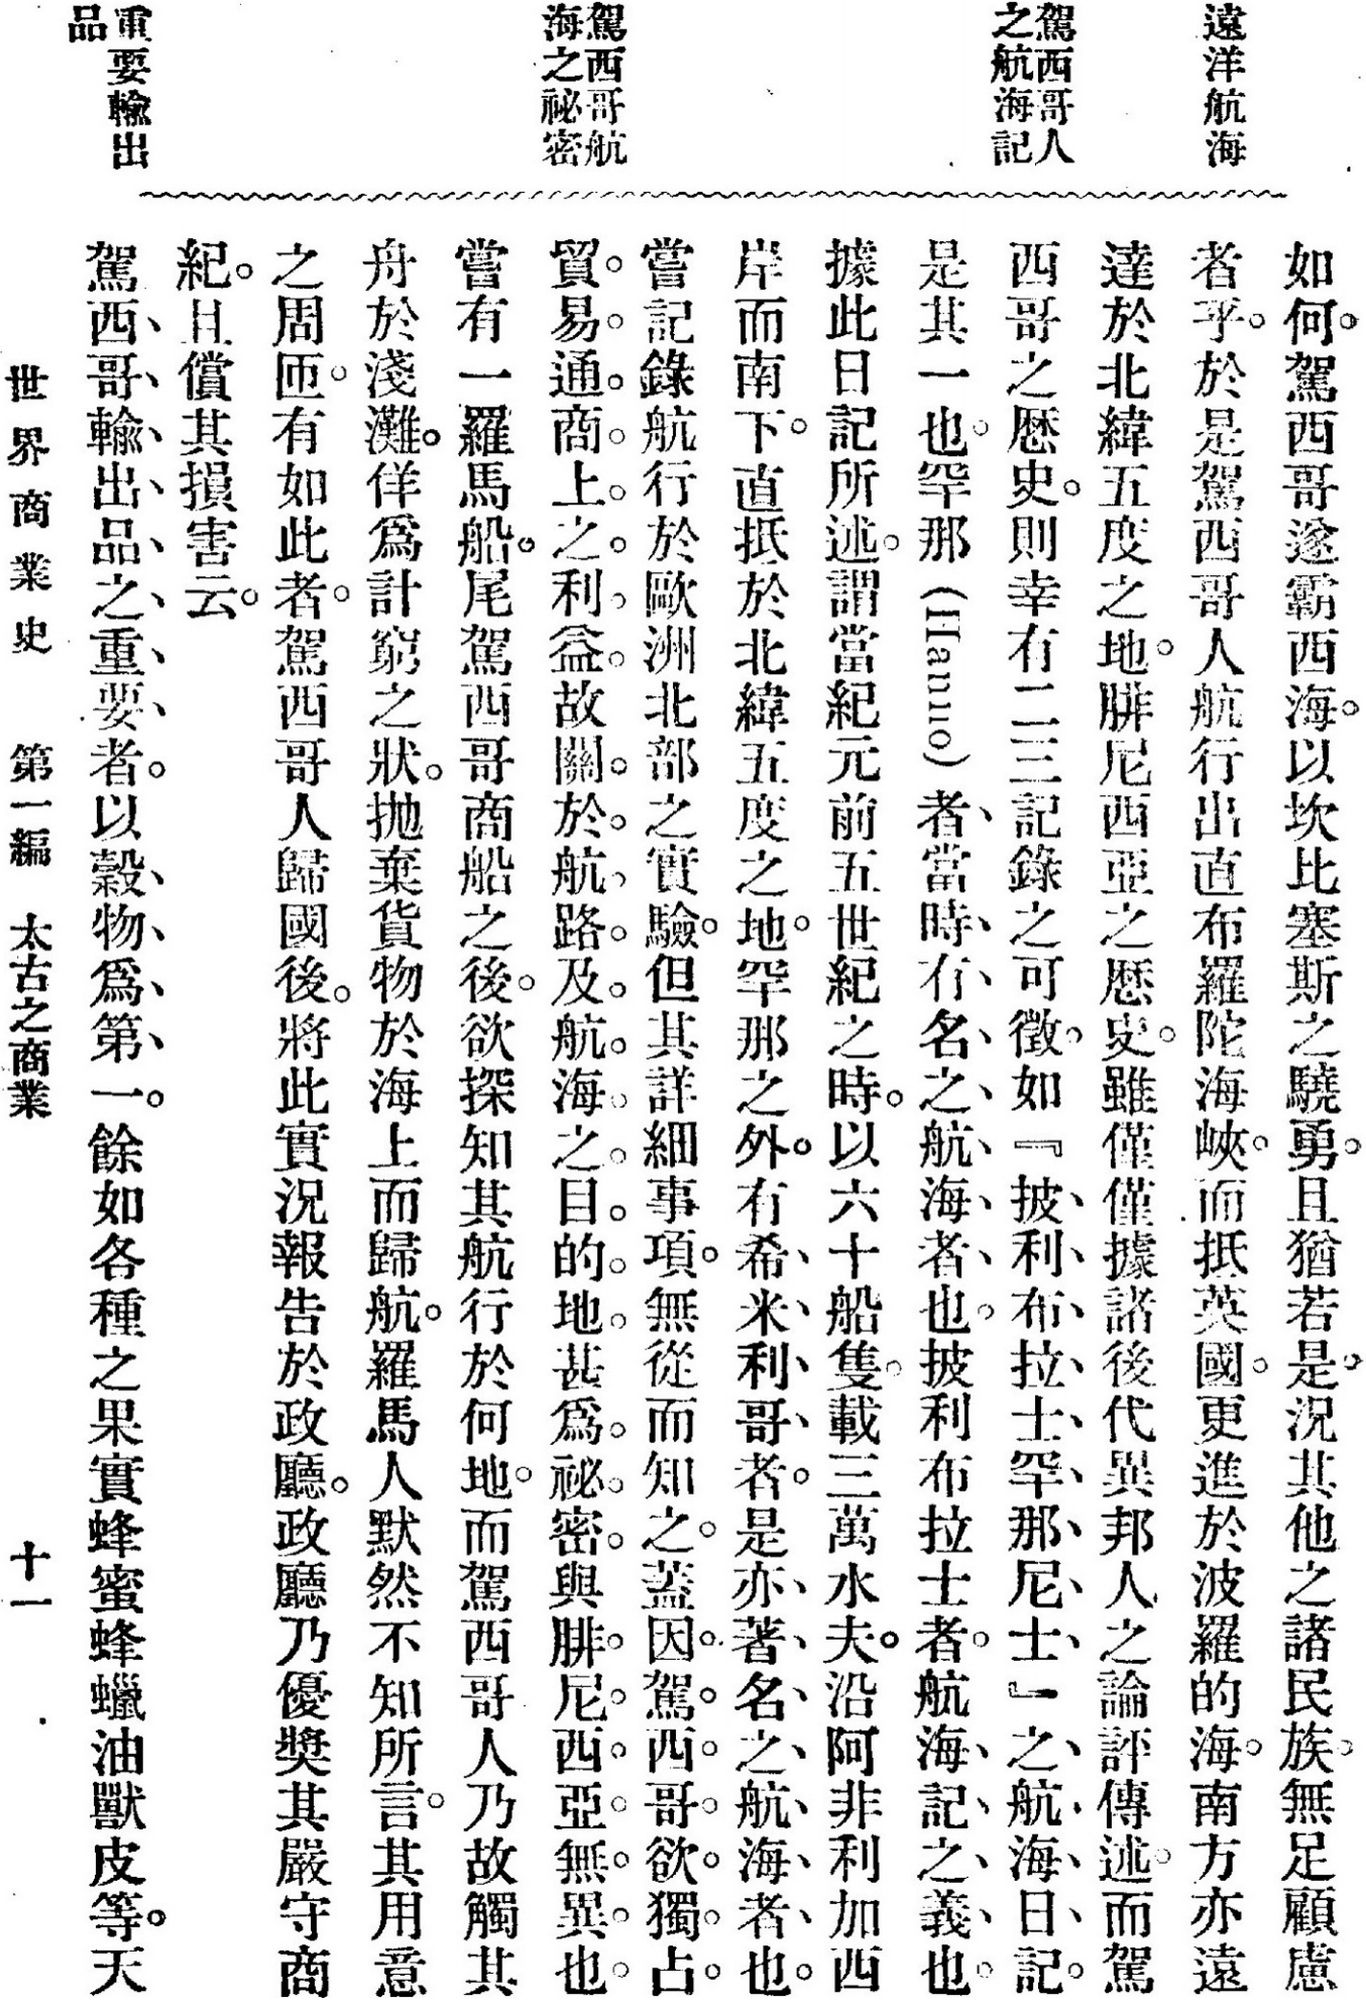 遠洋航海
駕西哥人
之航海記
駕西哥航
海之祕密
重要輸出
品
如何。駕西哥遂霸西海。以坎比塞斯之驍勇。且猶若是。況其他之諸民族。無足顧慮
者乎。於是駕西哥人航行出直布羅陀海峽。而抵英國。更進於波羅的海。南方亦遠
達於北緯五度之地。腓尼西亞之歷史。雖僅僅據諸後代異邦人之論評傳述。而駕
西哥之歷史。則幸有二三記錄之可徵。如『披利布拉士罕那尼士』之航海日記。
是其一也。罕那(Hanno)者、當時有名之航海者也。披利布拉士者。航海記之義也。
據此日記所述。謂當紀元前五世紀之時。以六十船隻。載三萬水夫。沿阿非利加西
岸而南下。直抵於北緯五度之地。罕那之外。有希米利哥者。是亦著名之航海者也。
嘗記錄航行於歐洲北部之實驗。但其詳細事項。無從而知之。蓋因駕西哥欲獨占
貿易通商上之利益。故關於航路及航海之目的地。甚爲祕密。與腓尼西亞無異也。
嘗有一羅馬船。尾駕西哥商船之後。欲探知其航行於何地。而駕西哥人乃故觸其
舟於淺灘。佯爲計窮之狀。拋棄貨物於海上而歸航。羅馬人默然不知所言。其用意
之周匝。有如此者。駕西哥人歸國後。將此實況報告於政廳。政廳乃優奬其嚴守商
紀。且償其損害云。
駕西哥輸出品之重要者。以穀物爲第一。餘如各種之果實蜂蜜蜂蠟油獸皮等。天
世界商業史 第一編 太古之商業 十一